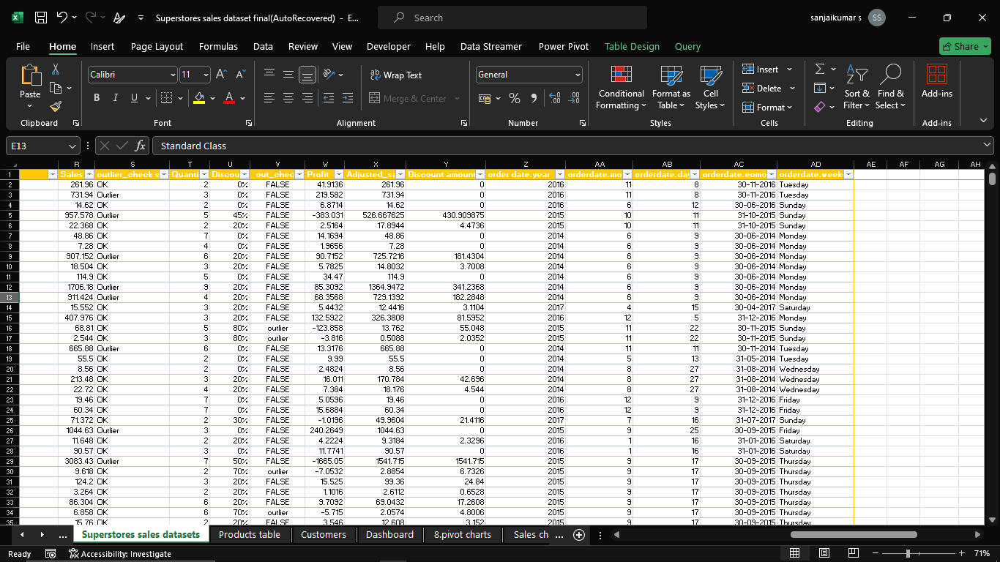 Superstores sales dataset final(AutoRecovered) - E...
Search
sanjaikumar s
SS
File Home Insert Page Layout Formulas Data Review View Developer Help Data Streamer Power Pivot Table Design Query
Share
Paste
Calibri 11
Wrap Text
Merge & Center
General
Conditional Formatting
Format as Table
Cell Styles
Insert
Delete
Format
Sort & Filter
Find & Select
Add-ins
Clipboard Font Alignment Number Styles Cells Editing Add-ins
E13 fx Standard Class
R S T U V W X Y Z AA AB AC AD AE AF AG AH
1 Sales outlier_check s Quanti Discou out_chec Profit Adjusted_sa Discount amount order date.year orderdate.mo orderdate.da orderdate.eomo orderdate.week
2 261.96 OK 2 0% FALSE 41.9136 261.96 0 2016 11 8 30-11-2016 Tuesday
3 731.94 Outlier 3 0% FALSE 219.582 731.94 0 2016 11 8 30-11-2016 Tuesday
4 14.62 OK 2 0% FALSE 6.8714 14.62 0 2016 6 12 30-06-2016 Sunday
5 957.578 Outlier 5 45% FALSE -383.031 526.667625 430.909875 2015 10 11 31-10-2015 Sunday
6 22.368 OK 2 20% FALSE 2.5164 17.8944 4.4736 2015 10 11 31-10-2015 Sunday
7 48.86 OK 7 0% FALSE 14.1694 48.86 0 2014 6 9 30-06-2014 Monday
8 7.28 OK 4 0% FALSE 1.9656 7.28 0 2014 6 9 30-06-2014 Monday
9 907.152 Outlier 6 20% FALSE 90.7152 725.7216 181.4304 2014 6 9 30-06-2014 Monday
10 18.504 OK 3 20% FALSE 5.7825 14.8032 3.7008 2014 6 9 30-06-2014 Monday
11 114.9 OK 5 0% FALSE 34.47 114.9 0 2014 6 9 30-06-2014 Monday
12 1706.18 Outlier 9 20% FALSE 85.3092 1364.9472 341.2368 2014 6 9 30-06-2014 Monday
13 911.424 Outlier 4 20% FALSE 68.3568 729.1392 182.2848 2014 6 9 30-06-2014 Monday
14 15.552 OK 3 20% FALSE 5.4432 12.4416 3.1104 2017 4 15 30-04-2017 Saturday
15 407.976 OK 3 20% FALSE 132.5922 326.3808 81.5952 2016 12 5 31-12-2016 Monday
16 68.81 OK 5 80% outlier -123.858 13.762 55.048 2015 11 22 30-11-2015 Sunday
17 2.544 OK 3 80% outlier -3.816 0.5088 2.0352 2015 11 22 30-11-2015 Sunday
18 665.88 Outlier 6 0% FALSE 13.3176 665.88 0 2014 11 11 30-11-2014 Tuesday
19 55.5 OK 2 0% FALSE 9.99 55.5 0 2014 5 13 31-05-2014 Tuesday
20 8.56 OK 2 0% FALSE 2.4824 8.56 0 2014 8 27 31-08-2014 Wednesday
21 213.48 OK 3 20% FALSE 16.011 170.784 42.696 2014 8 27 31-08-2014 Wednesday
22 22.72 OK 4 20% FALSE 7.384 18.176 4.544 2014 8 27 31-08-2014 Wednesday
23 19.46 OK 7 0% FALSE 5.0596 19.46 0 2016 12 9 31-12-2016 Friday
24 60.34 OK 7 0% FALSE 15.6884 60.34 0 2016 12 9 31-12-2016 Friday
25 71.372 OK 2 30% FALSE -1.0196 49.9604 21.4116 2017 7 16 31-07-2017 Sunday
26 1044.63 Outlier 3 0% FALSE 240.2649 1044.63 0 2015 9 25 30-09-2015 Friday
27 11.648 OK 2 20% FALSE 4.2224 9.3184 2.3296 2016 1 16 31-01-2016 Saturday
28 90.57 OK 3 0% FALSE 11.7741 90.57 0 2016 1 16 31-01-2016 Saturday
29 3083.43 Outlier 7 50% FALSE -1665.05 1541.715 1541.715 2015 9 17 30-09-2015 Thursday
30 9.618 OK 2 70% outlier -7.0532 2.8854 6.7326 2015 9 17 30-09-2015 Thursday
31 124.2 OK 3 20% FALSE 15.525 99.36 24.84 2015 9 17 30-09-2015 Thursday
32 3.264 OK 2 20% FALSE 1.1016 2.6112 0.6528 2015 9 17 30-09-2015 Thursday
33 86.304 OK 6 20% FALSE 9.7092 69.0432 17.2608 2015 9 17 30-09-2015 Thursday
34 6.858 OK 6 70% outlier -5.715 2.0574 4.8006 2015 9 17 30-09-2015 Thursday
35 15.76 OK 2 20% FALSE 3.546 12.608 3.152 2015 9 17 30-09-2015 Thursday
... Superstores sales datasets Products table Customers Dashboard 8.pivot charts Sales ch ...
Ready Accessibility: Investigate 71%